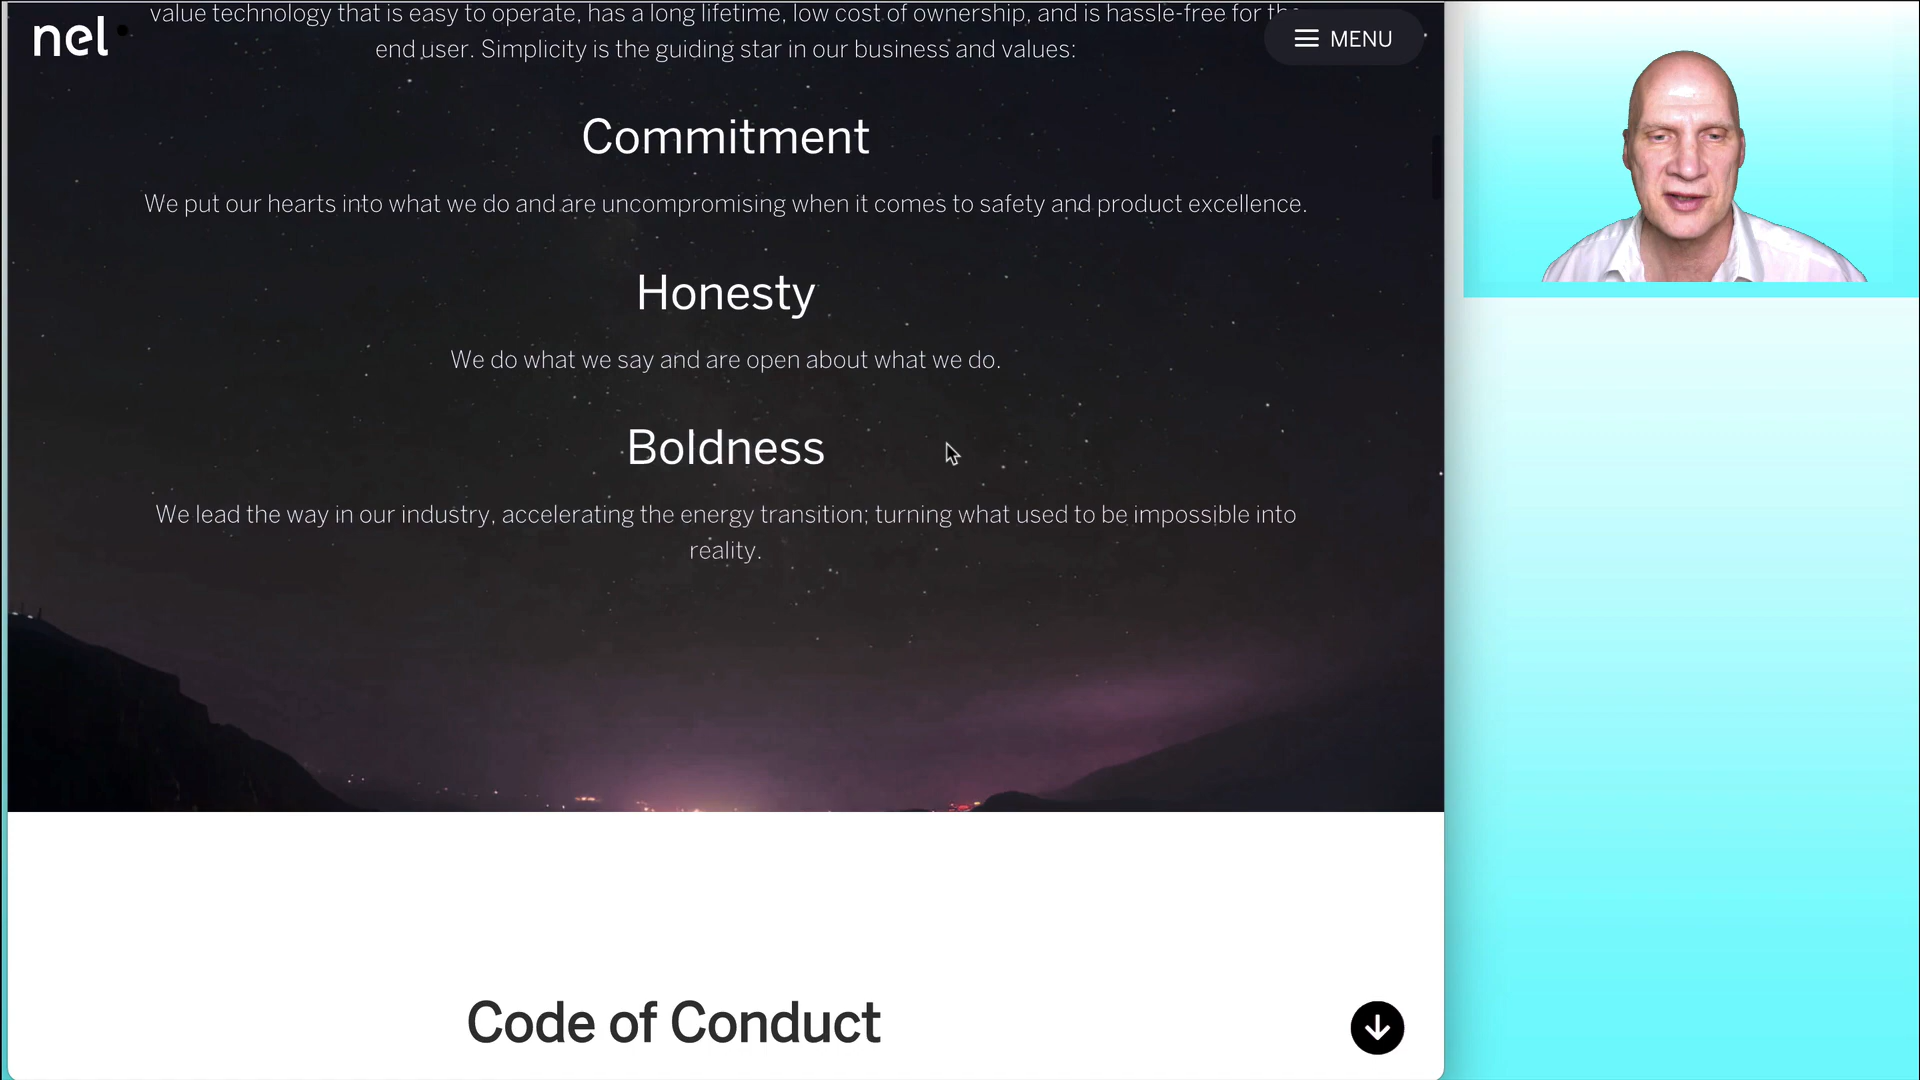 value technology that is easy to operate, has a long lifetime, low cost of ownership, and is hassle-free for the
nel
MENU
end user. Simplicity is the guiding star in our business and values:
Commitment
We put our hearts into what we do and are uncompromising when it comes to safety and product excellence.
Honesty
We do what we say and are open about what we do.
Boldness
We lead the way in our industry, accelerating the energy transition; turning what used to be impossible into
reality.
Code of Conduct